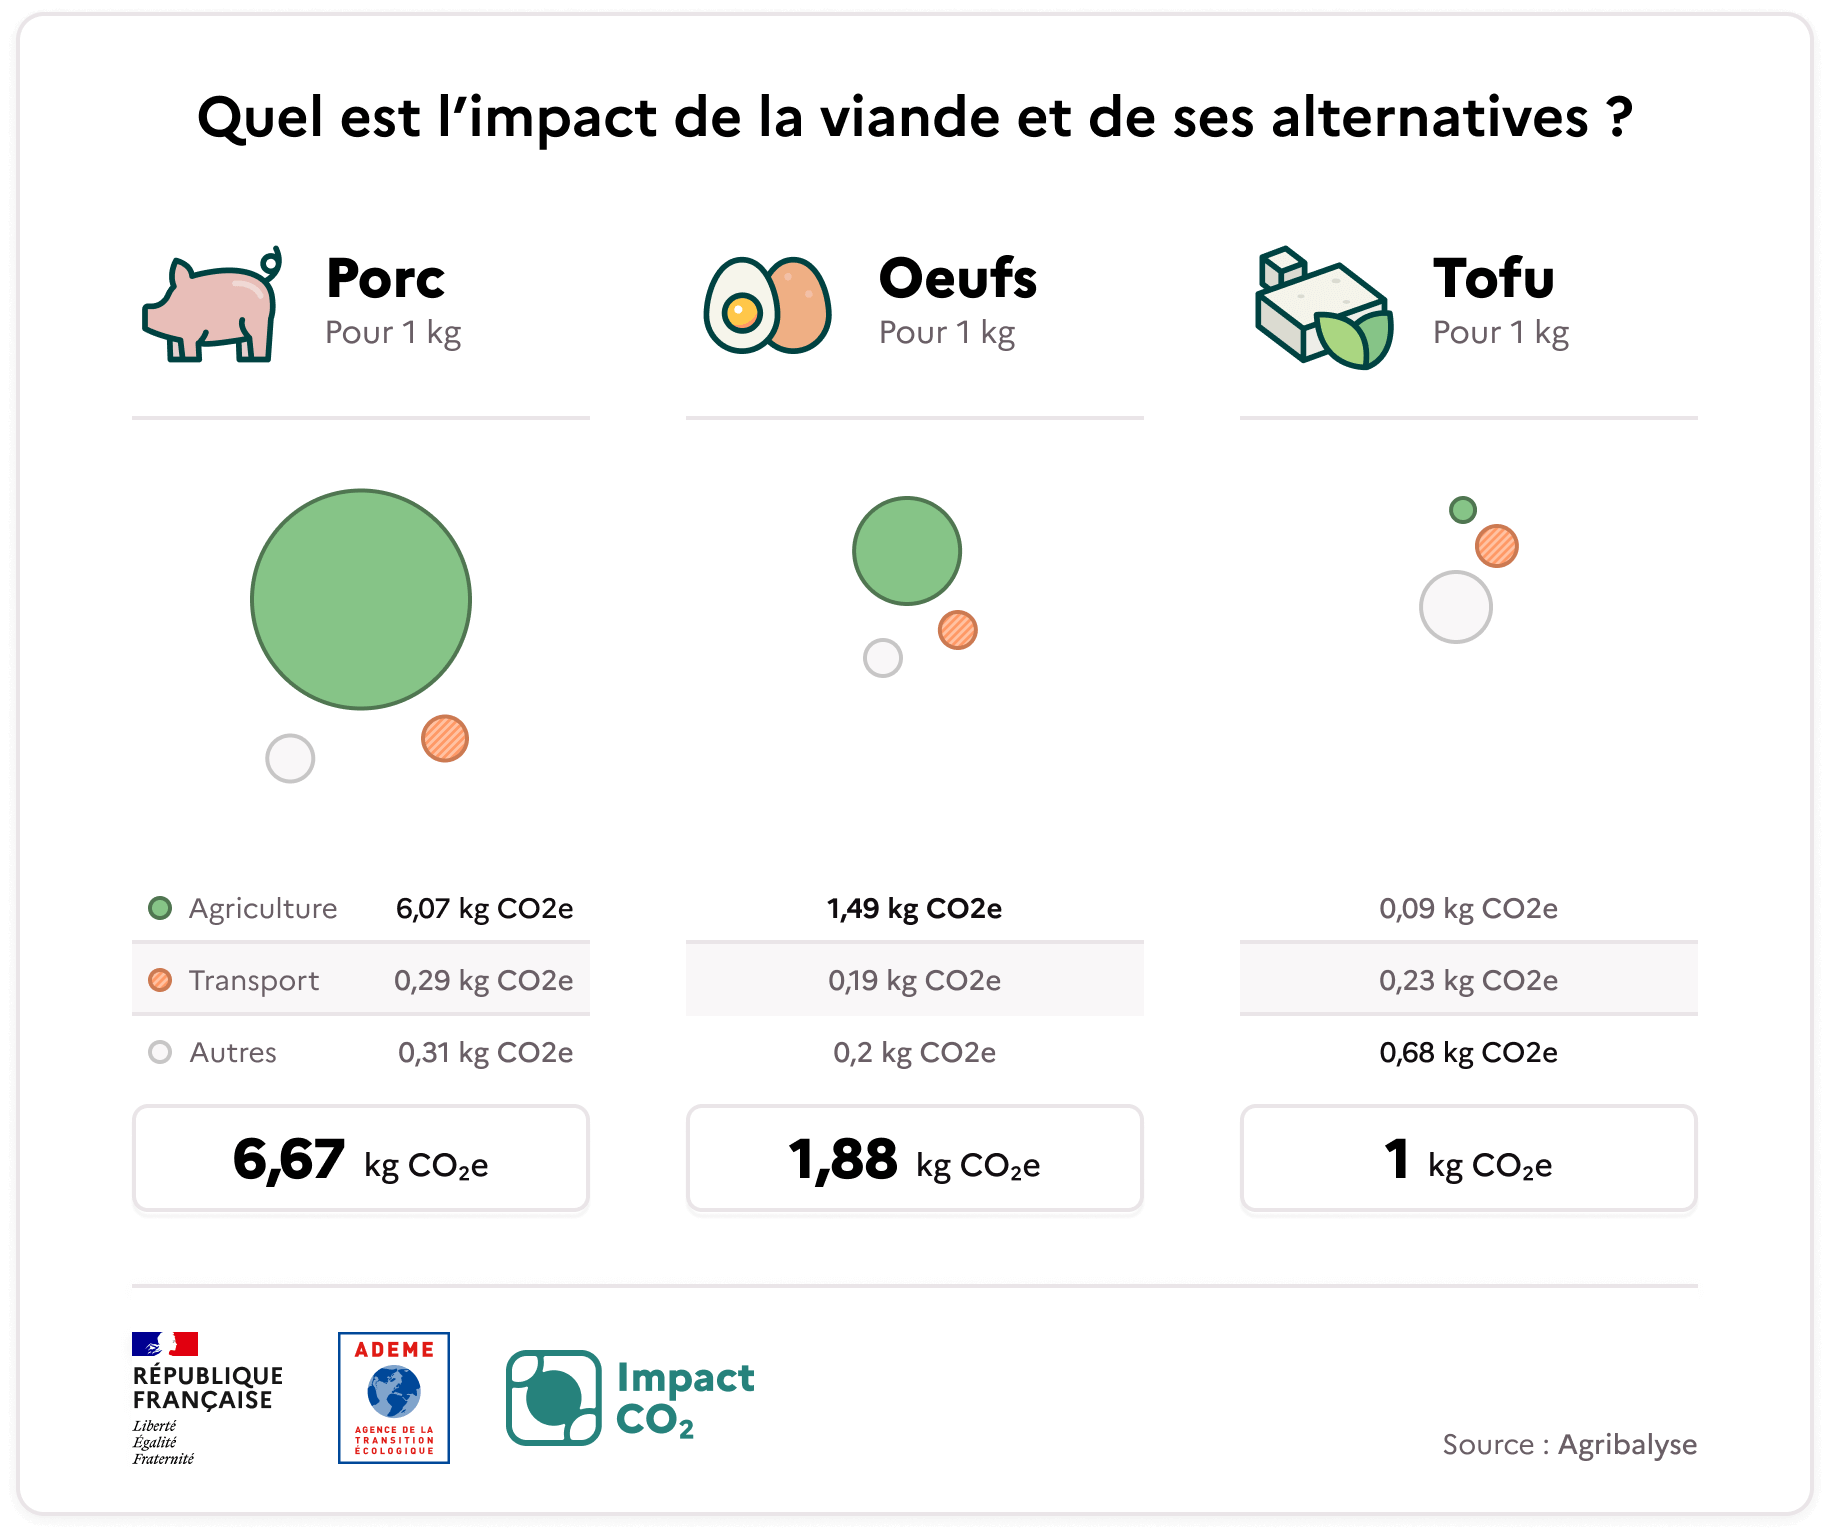 Quel est l’impact de la viande et de ses alternatives ?
Porc
Pour 1 kg
Oeufs
Pour 1 kg
Tofu
Pour 1 kg
Agriculture 6,07 kg CO2e 1,49 kg CO2e 0,09 kg CO2e
Transport 0,29 kg CO2e 0,19 kg CO2e 0,23 kg CO2e
Autres 0,31 kg CO2e 0,2 kg CO2e 0,68 kg CO2e
6,67 kg CO₂e 1,88 kg CO₂e 1 kg CO₂e
RÉPUBLIQUE
FRANÇAISE
Liberté
Égalité
Fraternité
ADEME
AGENCE DE LA
TRANSITION
ÉCOLOGIQUE
Impact
CO₂
Source : Agribalyse